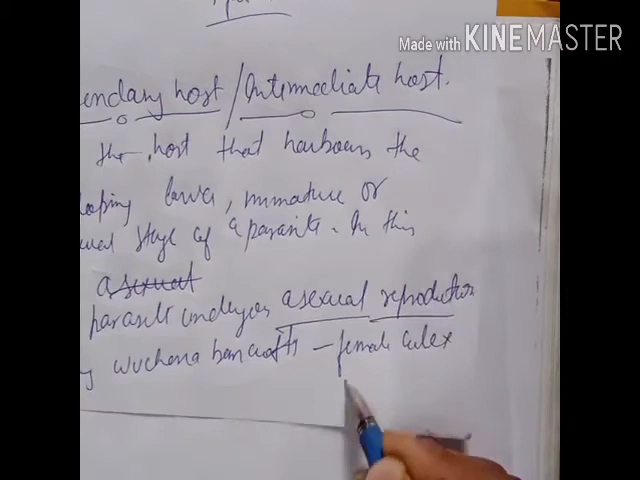 Made with KINEMASTER
endary host / Intermediate host.
the host that harbours the
loping larva, immature or
ual stage of a parasite. In this
asexual
parasite undergoes asexual reproduction
wucheria bancrofti - female culex